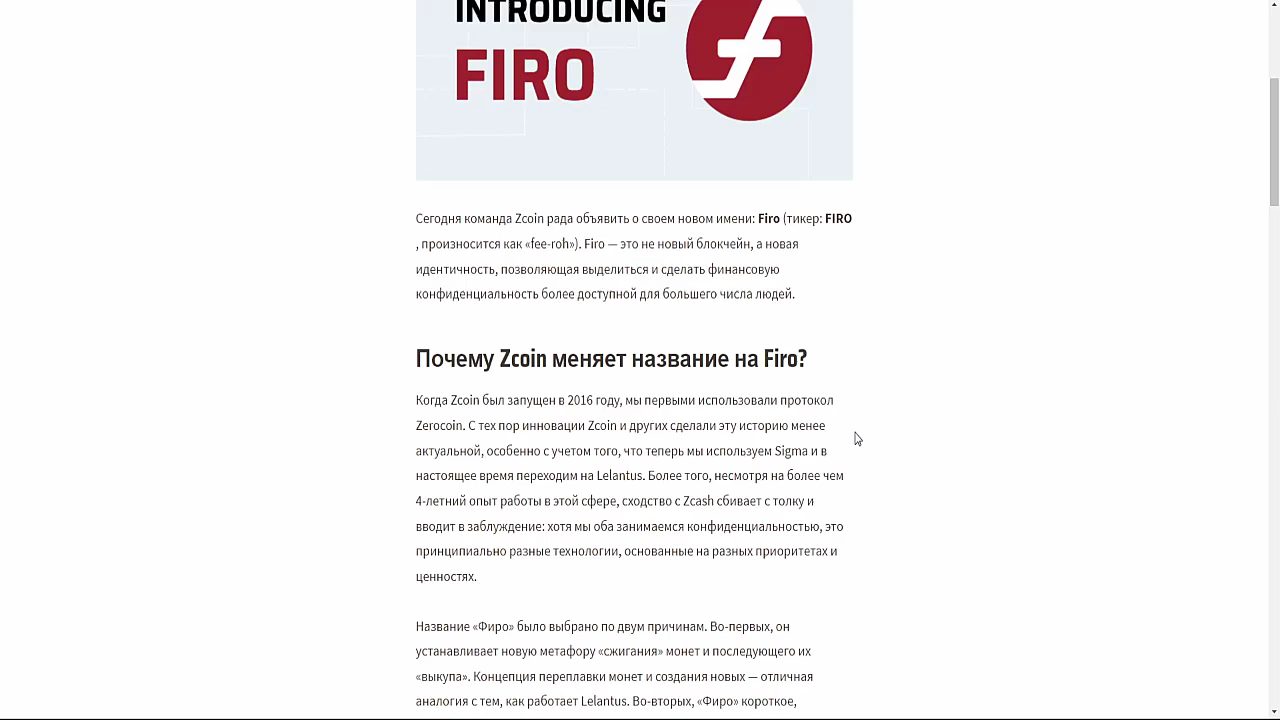 INTRODUCING
FIRO
Сегодня команда Zcoin рада объявить о своем новом имени: Firo (тикер: FIRO
, произносится как «fee-roh»). Firo — это не новый блокчейн, а новая
идентичность, позволяющая выделиться и сделать финансовую
конфиденциальность более доступной для большего числа людей.
Почему Zcoin меняет название на Firo?
Когда Zcoin был запущен в 2016 году, мы первыми использовали протокол
Zerocoin. С тех пор инновации Zcoin и других сделали эту историю менее
актуальной, особенно с учетом того, что теперь мы используем Sigma и в
настоящее время переходим на Lelantus. Более того, несмотря на более чем
4-летний опыт работы в этой сфере, сходство с Zcash сбивает с толку и
вводит в заблуждение: хотя мы оба занимаемся конфиденциальностью, это
принципиально разные технологии, основанные на разных приоритетах и
ценностях.
Название «Фиро» было выбрано по двум причинам. Во-первых, он
устанавливает новую метафору «сжигания» монет и последующего их
«выкупа». Концепция переплавки монет и создания новых — отличная
аналогия с тем, как работает Lelantus. Во-вторых, «Фиро» короткое,